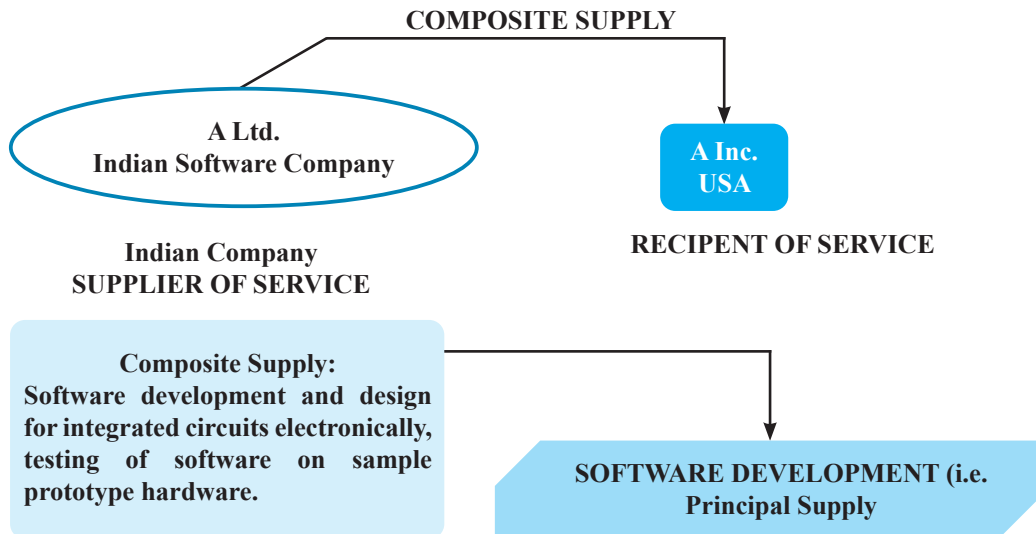 COMPOSITE SUPPLY
A Ltd.
Indian Software Company
A Inc.
USA
Indian Company
SUPPLIER OF SERVICE
RECIPENT OF SERVICE
Composite Supply:
Software development and design
for integrated circuits electronically,
testing of software on sample
prototype hardware.
SOFTWARE DEVELOPMENT (i.e.
Principal Supply